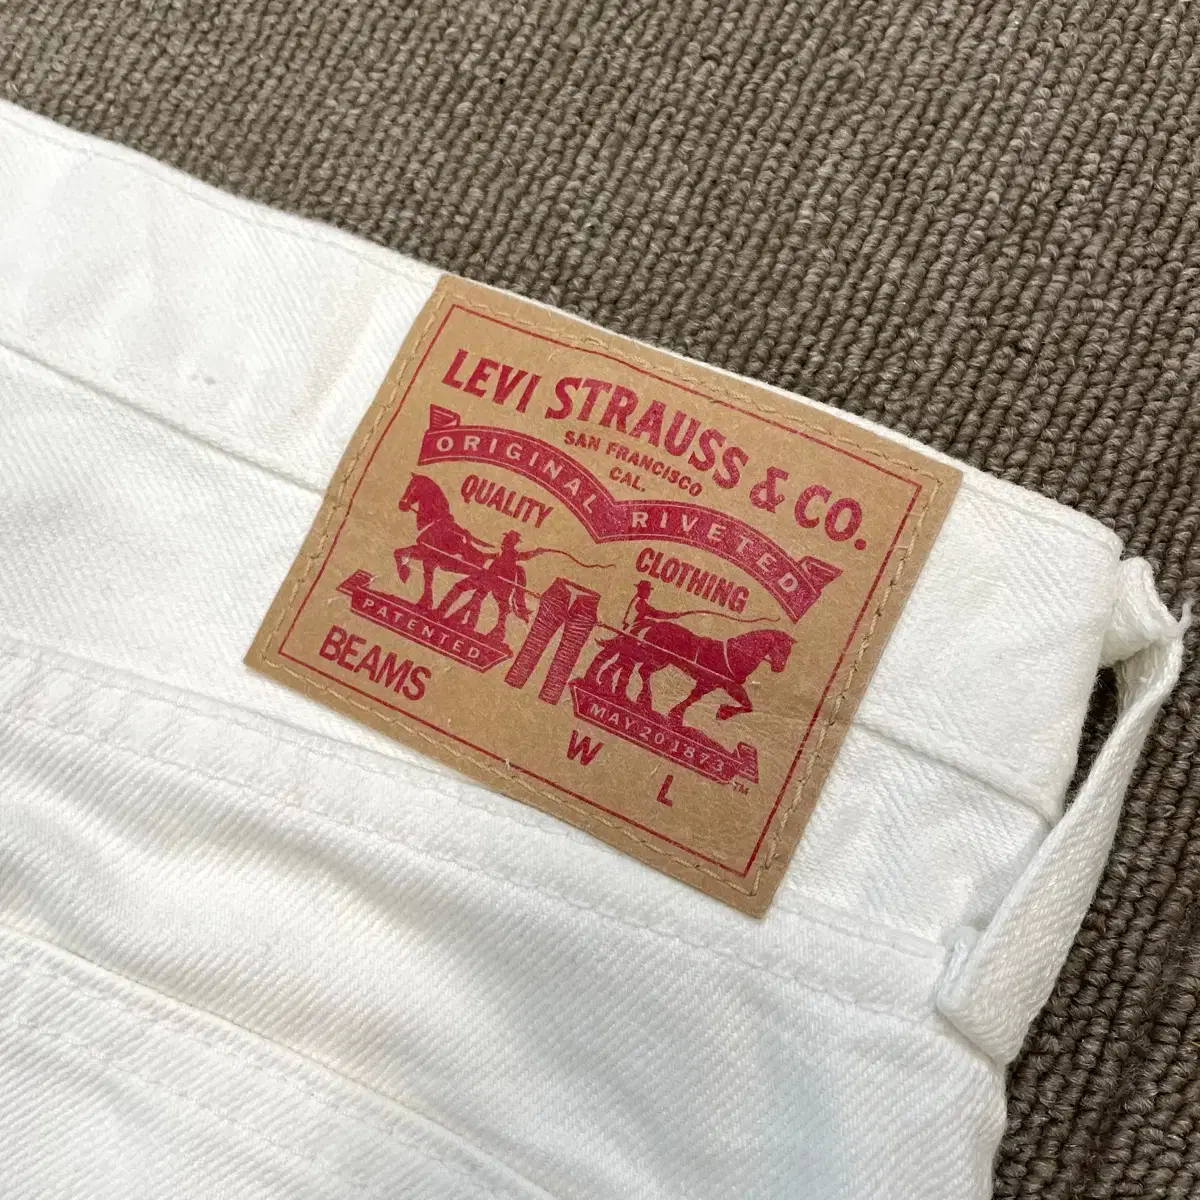 LEVI STRAUSS & CO.
SAN FRANCISCO
CAL.
ORIGINAL RIVETED
QUALITY CLOTHING
PATENTED MAY 20 1873
TM
BEAMS
W L